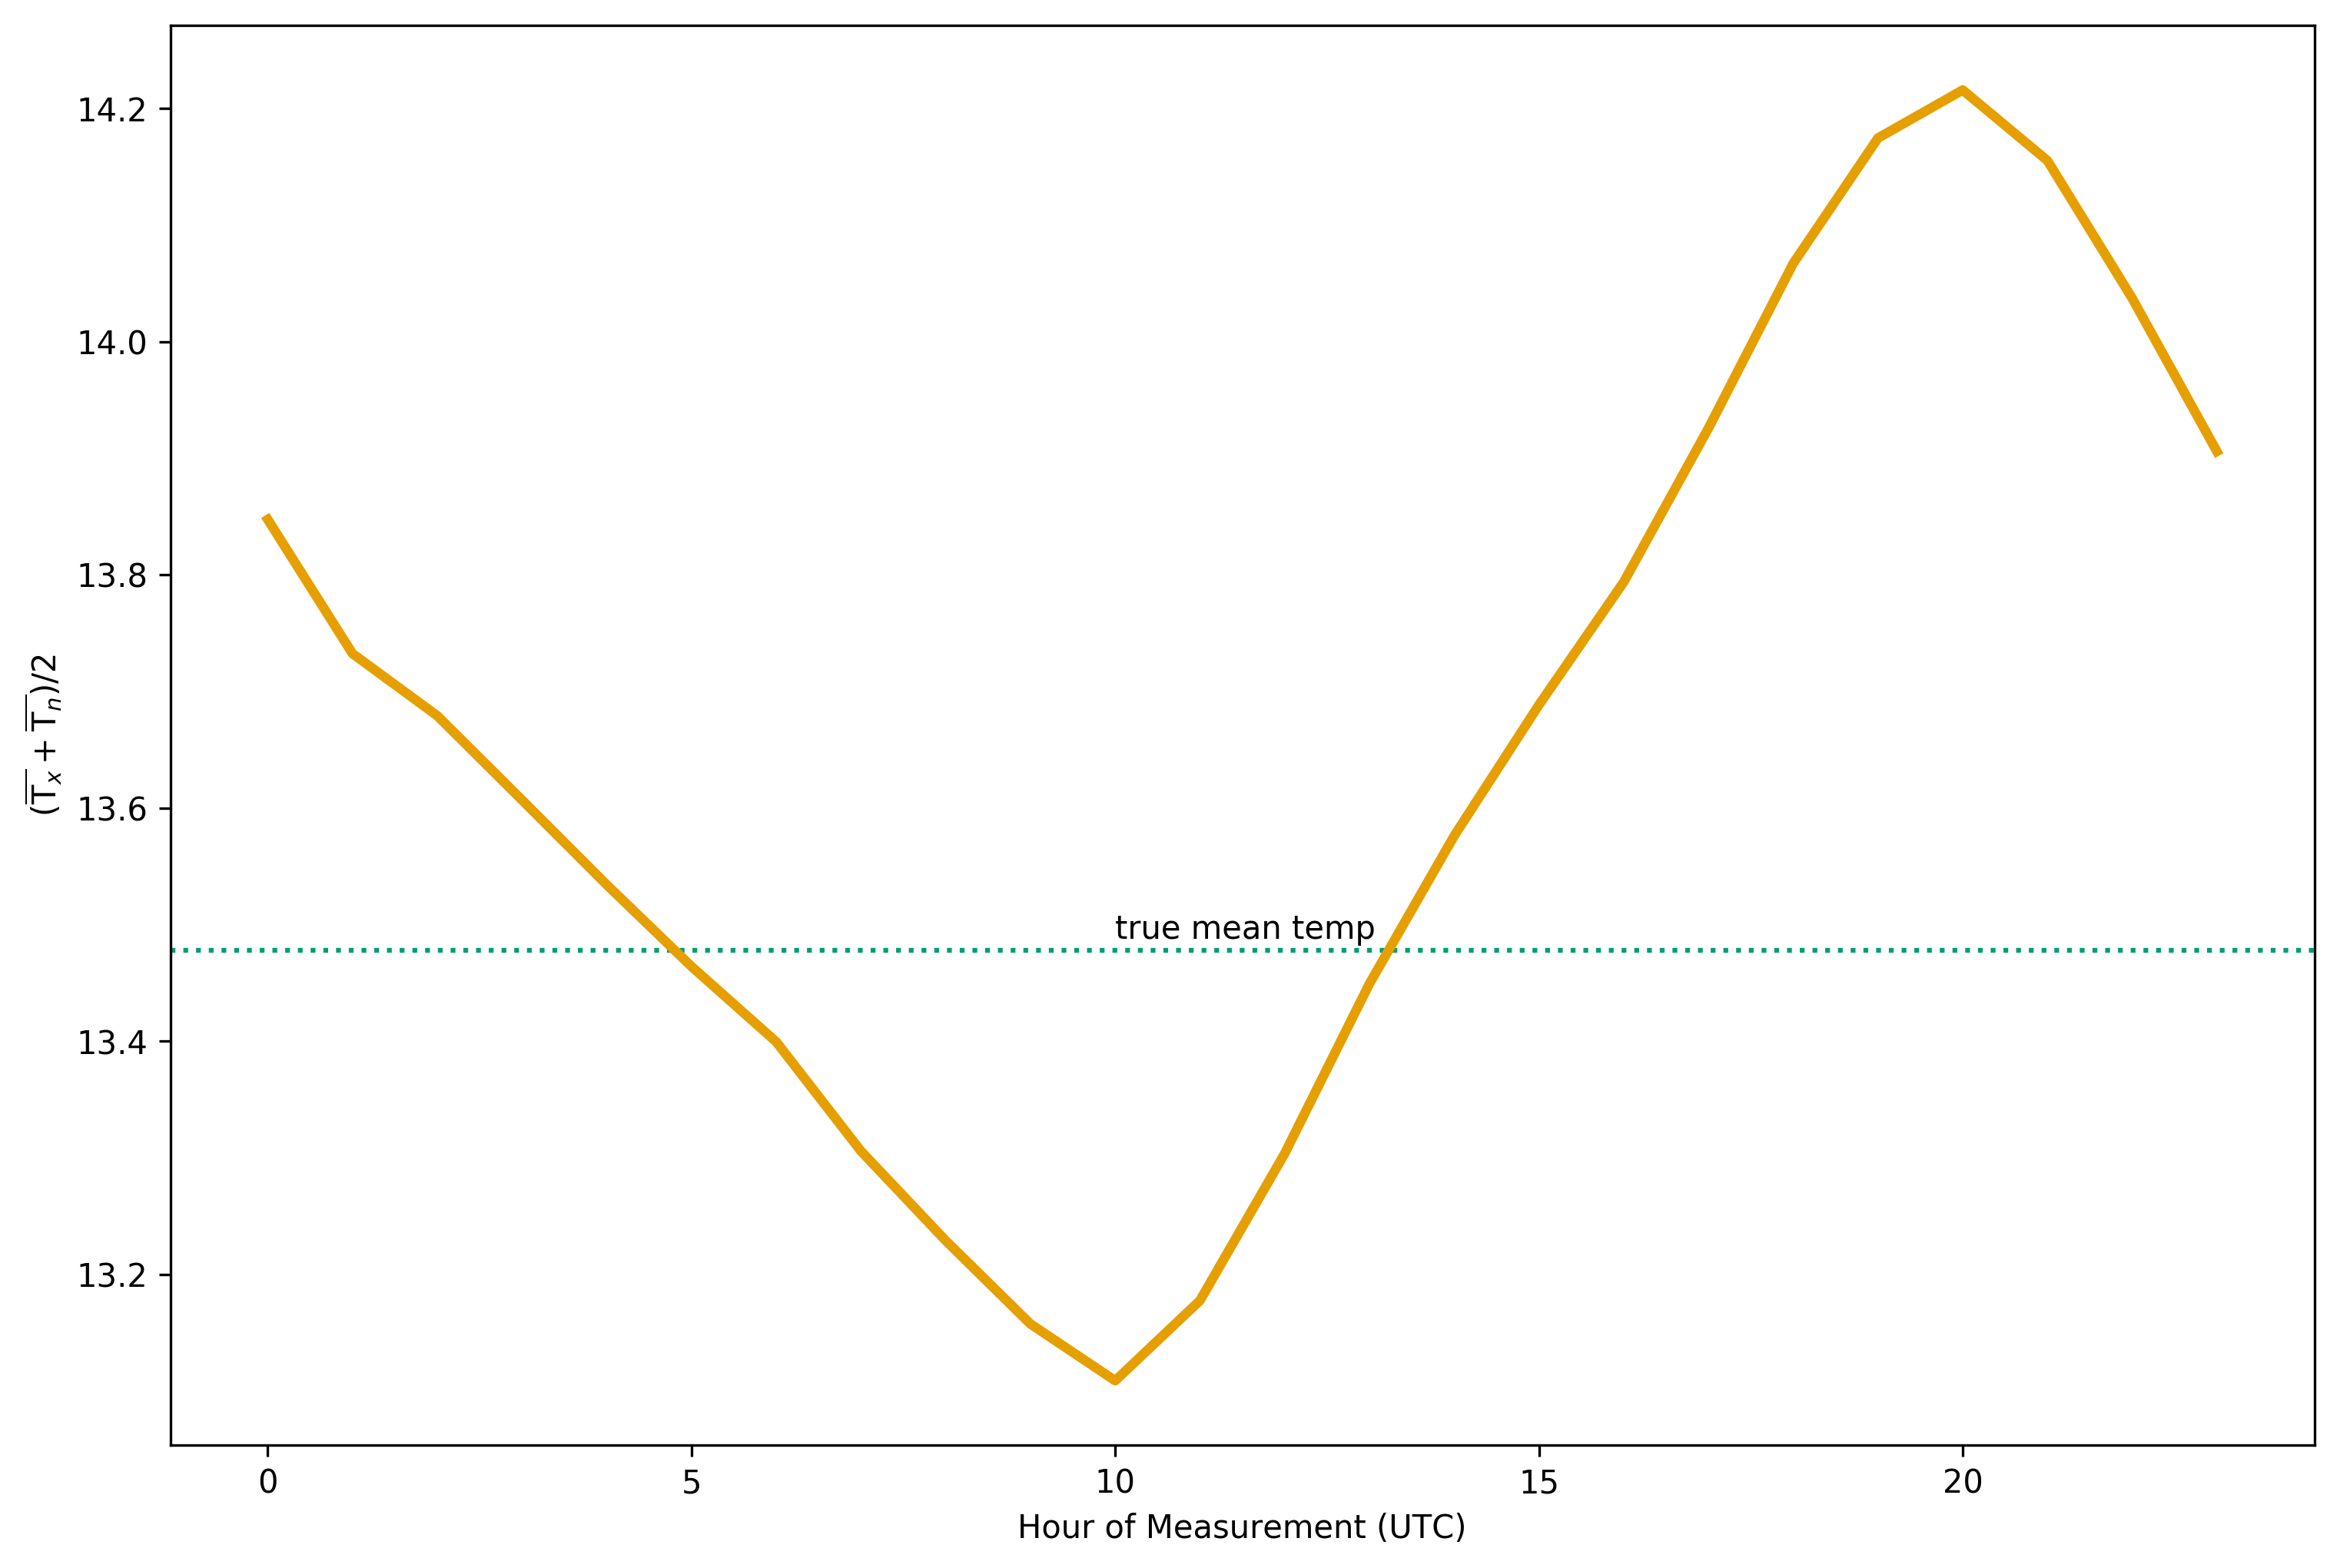 14.2
14.0
13.8
13.6
13.4
13.2
(T̅ₓ + T̅ₙ)/2
true mean temp
0 5 10 15 20
Hour of Measurement (UTC)